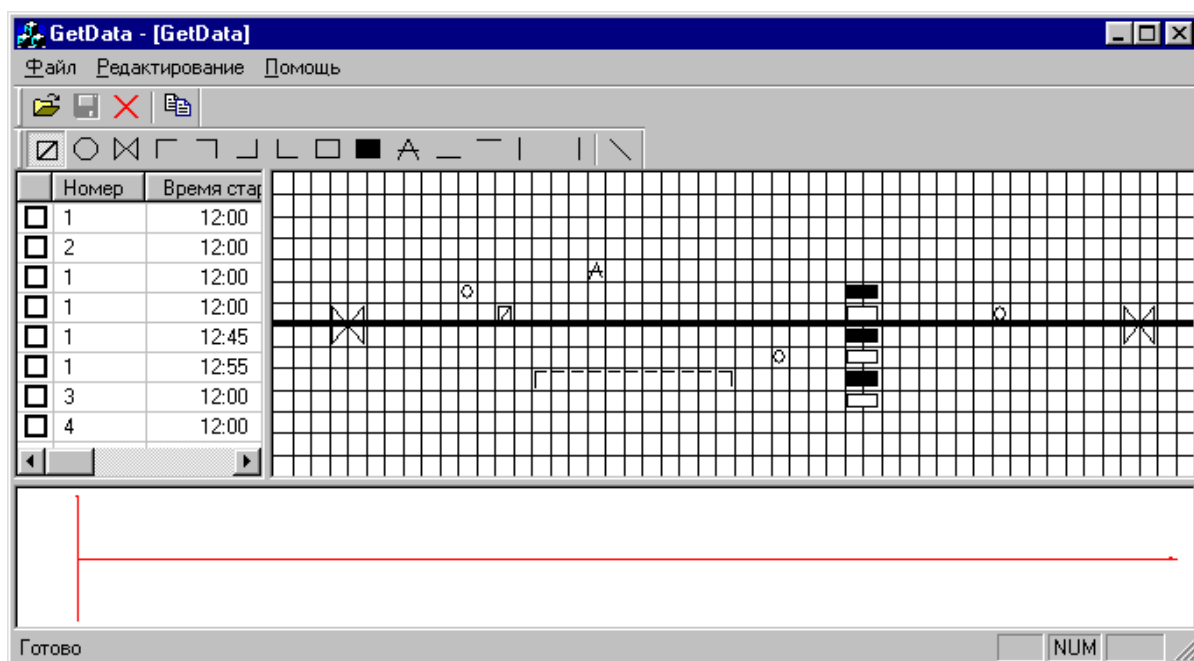 GetData - [GetData]
Файл Редактирование Помощь
Номер Время стар
1 12:00
2 12:00
1 12:00
1 12:00
1 12:45
1 12:55
3 12:00
4 12:00
A
Готово NUM